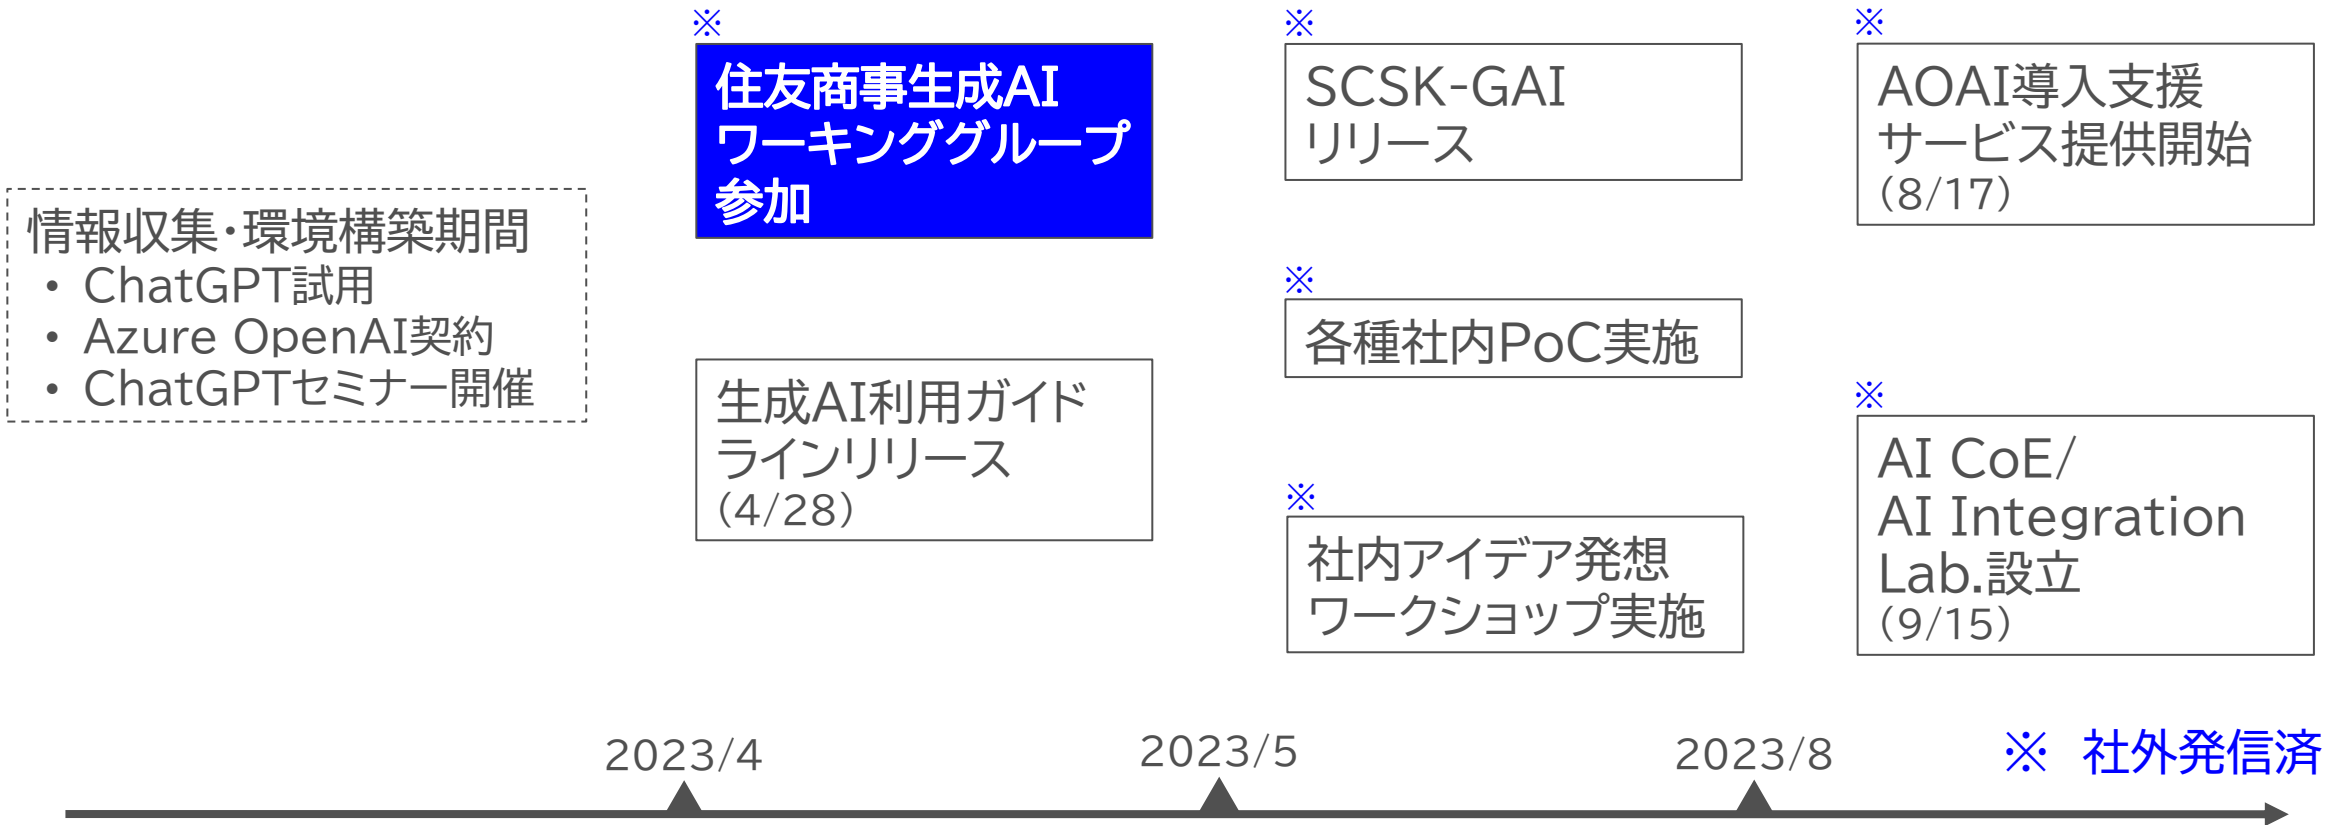 情報収集・環境構築期間
・ ChatGPT試用
・ Azure OpenAI契約
・ ChatGPTセミナー開催
※
住友商事生成AI
ワーキンググループ
参加
生成AI利用ガイド
ラインリリース
(4/28)
※
SCSK-GAI
リリース
※
各種社内PoC実施
※
社内アイデア発想
ワークショップ実施
※
AOAI導入支援
サービス提供開始
(8/17)
※
AI CoE/
AI Integration
Lab.設立
(9/15)
2023/4
2023/5
2023/8
※ 社外発信済